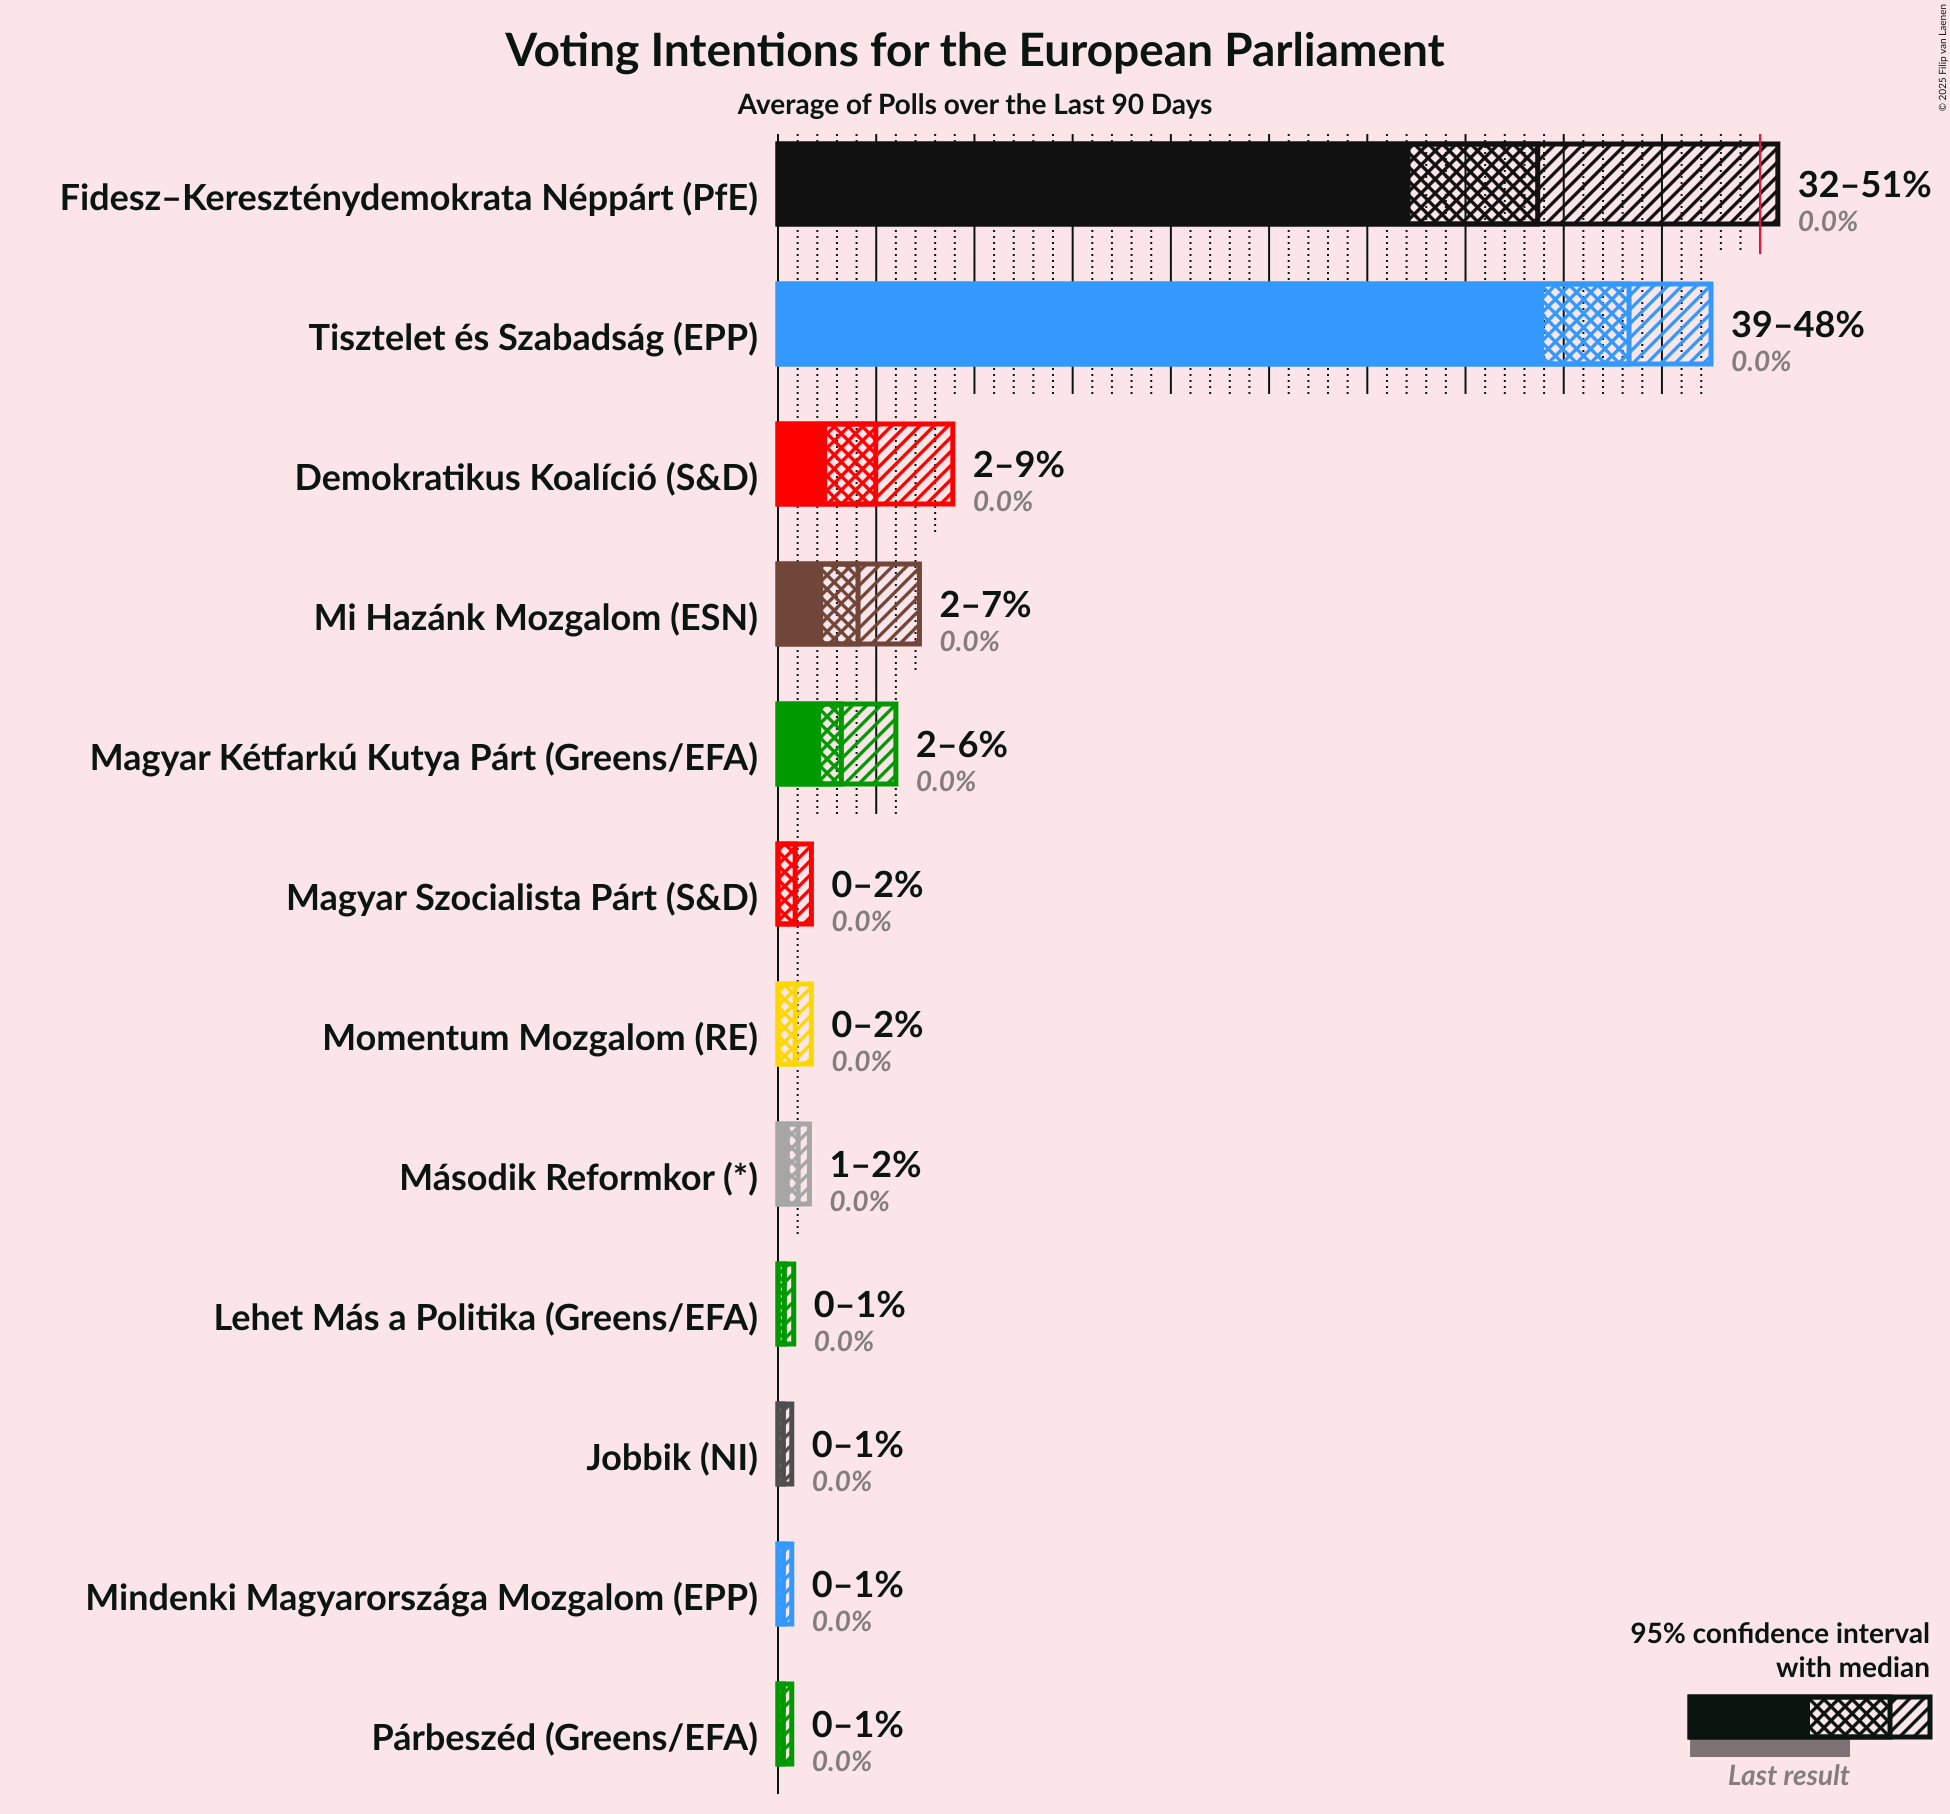 © 2025 Filip van Laenen
Voting Intentions for the European Parliament
Average of Polls over the Last 90 Days
Fidesz–Kereszténydemokrata Néppárt (PfE)
32–51%
0.0%
Tisztelet és Szabadság (EPP)
39–48%
0.0%
Demokratikus Koalíció (S&D)
2–9%
0.0%
Mi Hazánk Mozgalom (ESN)
2–7%
0.0%
Magyar Kétfarkú Kutya Párt (Greens/EFA)
2–6%
0.0%
Magyar Szocialista Párt (S&D)
0–2%
0.0%
Momentum Mozgalom (RE)
0–2%
0.0%
Második Reformkor (*)
1–2%
0.0%
Lehet Más a Politika (Greens/EFA)
0–1%
0.0%
Jobbik (NI)
0–1%
0.0%
Mindenki Magyarországa Mozgalom (EPP)
0–1%
0.0%
Párbeszéd (Greens/EFA)
0–1%
0.0%
95% confidence interval
with median
Last result